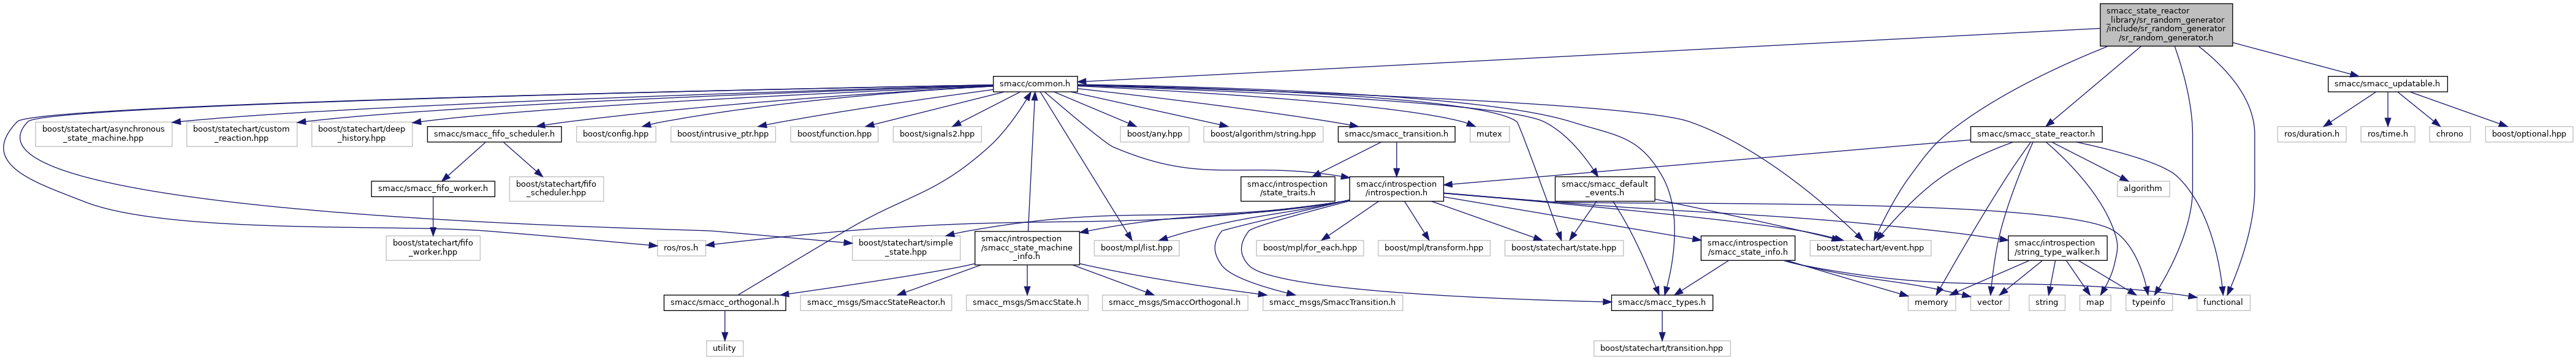 smacc_state_reactor
_library/sr_random_generator
/include/sr_random_generator
/sr_random_generator.h
smacc/common.h
smacc/smacc_updatable.h
boost/statechart/asynchronous
_state_machine.hpp
boost/statechart/custom
_reaction.hpp
boost/statechart/deep
_history.hpp
smacc/smacc_fifo_scheduler.h
boost/config.hpp
boost/intrusive_ptr.hpp
boost/function.hpp
boost/signals2.hpp
boost/any.hpp
boost/algorithm/string.hpp
smacc/smacc_transition.h
mutex
smacc/smacc_state_reactor.h
ros/duration.h
ros/time.h
chrono
boost/optional.hpp
smacc/smacc_fifo_worker.h
boost/statechart/fifo
_scheduler.hpp
smacc/introspection
/state_traits.h
smacc/introspection
/introspection.h
smacc/smacc_default
_events.h
algorithm
boost/statechart/fifo
_worker.hpp
ros/ros.h
boost/statechart/simple
_state.hpp
smacc/introspection
/smacc_state_machine
_info.h
boost/mpl/list.hpp
boost/mpl/for_each.hpp
boost/mpl/transform.hpp
boost/statechart/state.hpp
smacc/introspection
/smacc_state_info.h
boost/statechart/event.hpp
smacc/introspection
/string_type_walker.h
smacc/smacc_orthogonal.h
smacc_msgs/SmaccStateReactor.h
smacc_msgs/SmaccState.h
smacc_msgs/SmaccOrthogonal.h
smacc_msgs/SmaccTransition.h
smacc/smacc_types.h
memory
vector
string
map
typeinfo
functional
utility
boost/statechart/transition.hpp